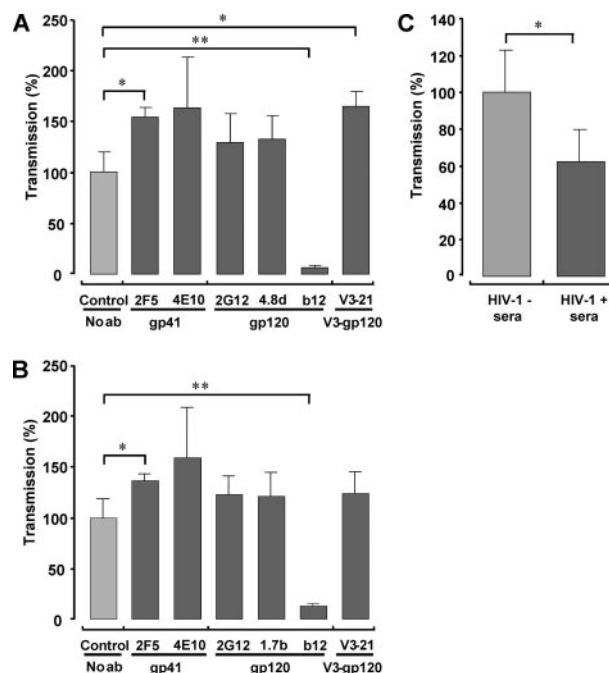 A
Transmission (%)
250
200
150
100
50
0
*
**
*
Control 2F5 4E10 2G12 4.8d b12 V3-21
No ab gp41 gp120 V3-gp120
C
Transmission (%)
140
120
100
80
60
40
20
0
*
HIV-1 - sera
HIV-1 + sera
B
Transmission (%)
250
200
150
100
50
0
**
*
Control 2F5 4E10 2G12 1.7b b12 V3-21
No ab gp41 gp120 V3-gp120